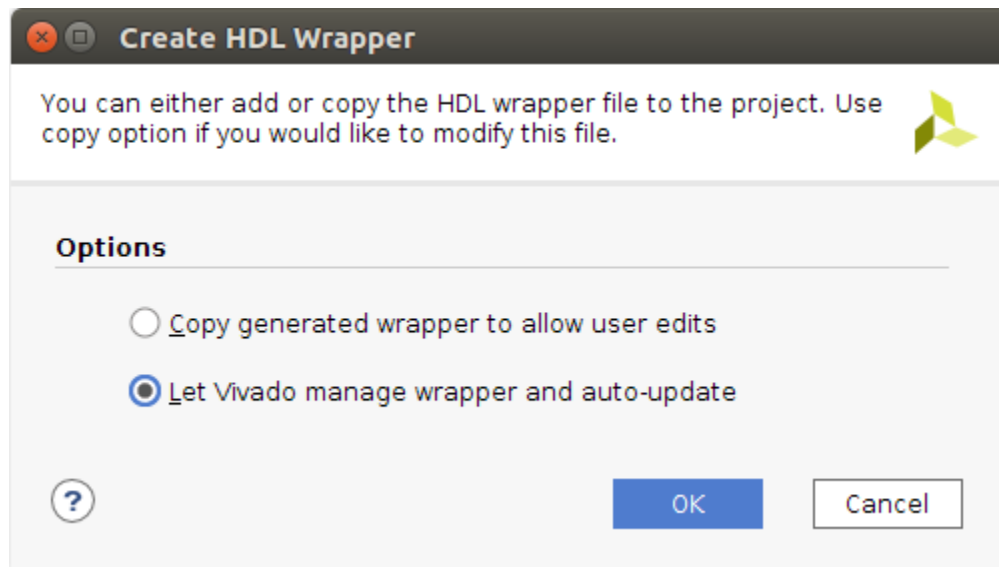 Create HDL Wrapper
You can either add or copy the HDL wrapper file to the project. Use
copy option if you would like to modify this file.
Options
Copy generated wrapper to allow user edits
Let Vivado manage wrapper and auto-update
?
OK
Cancel